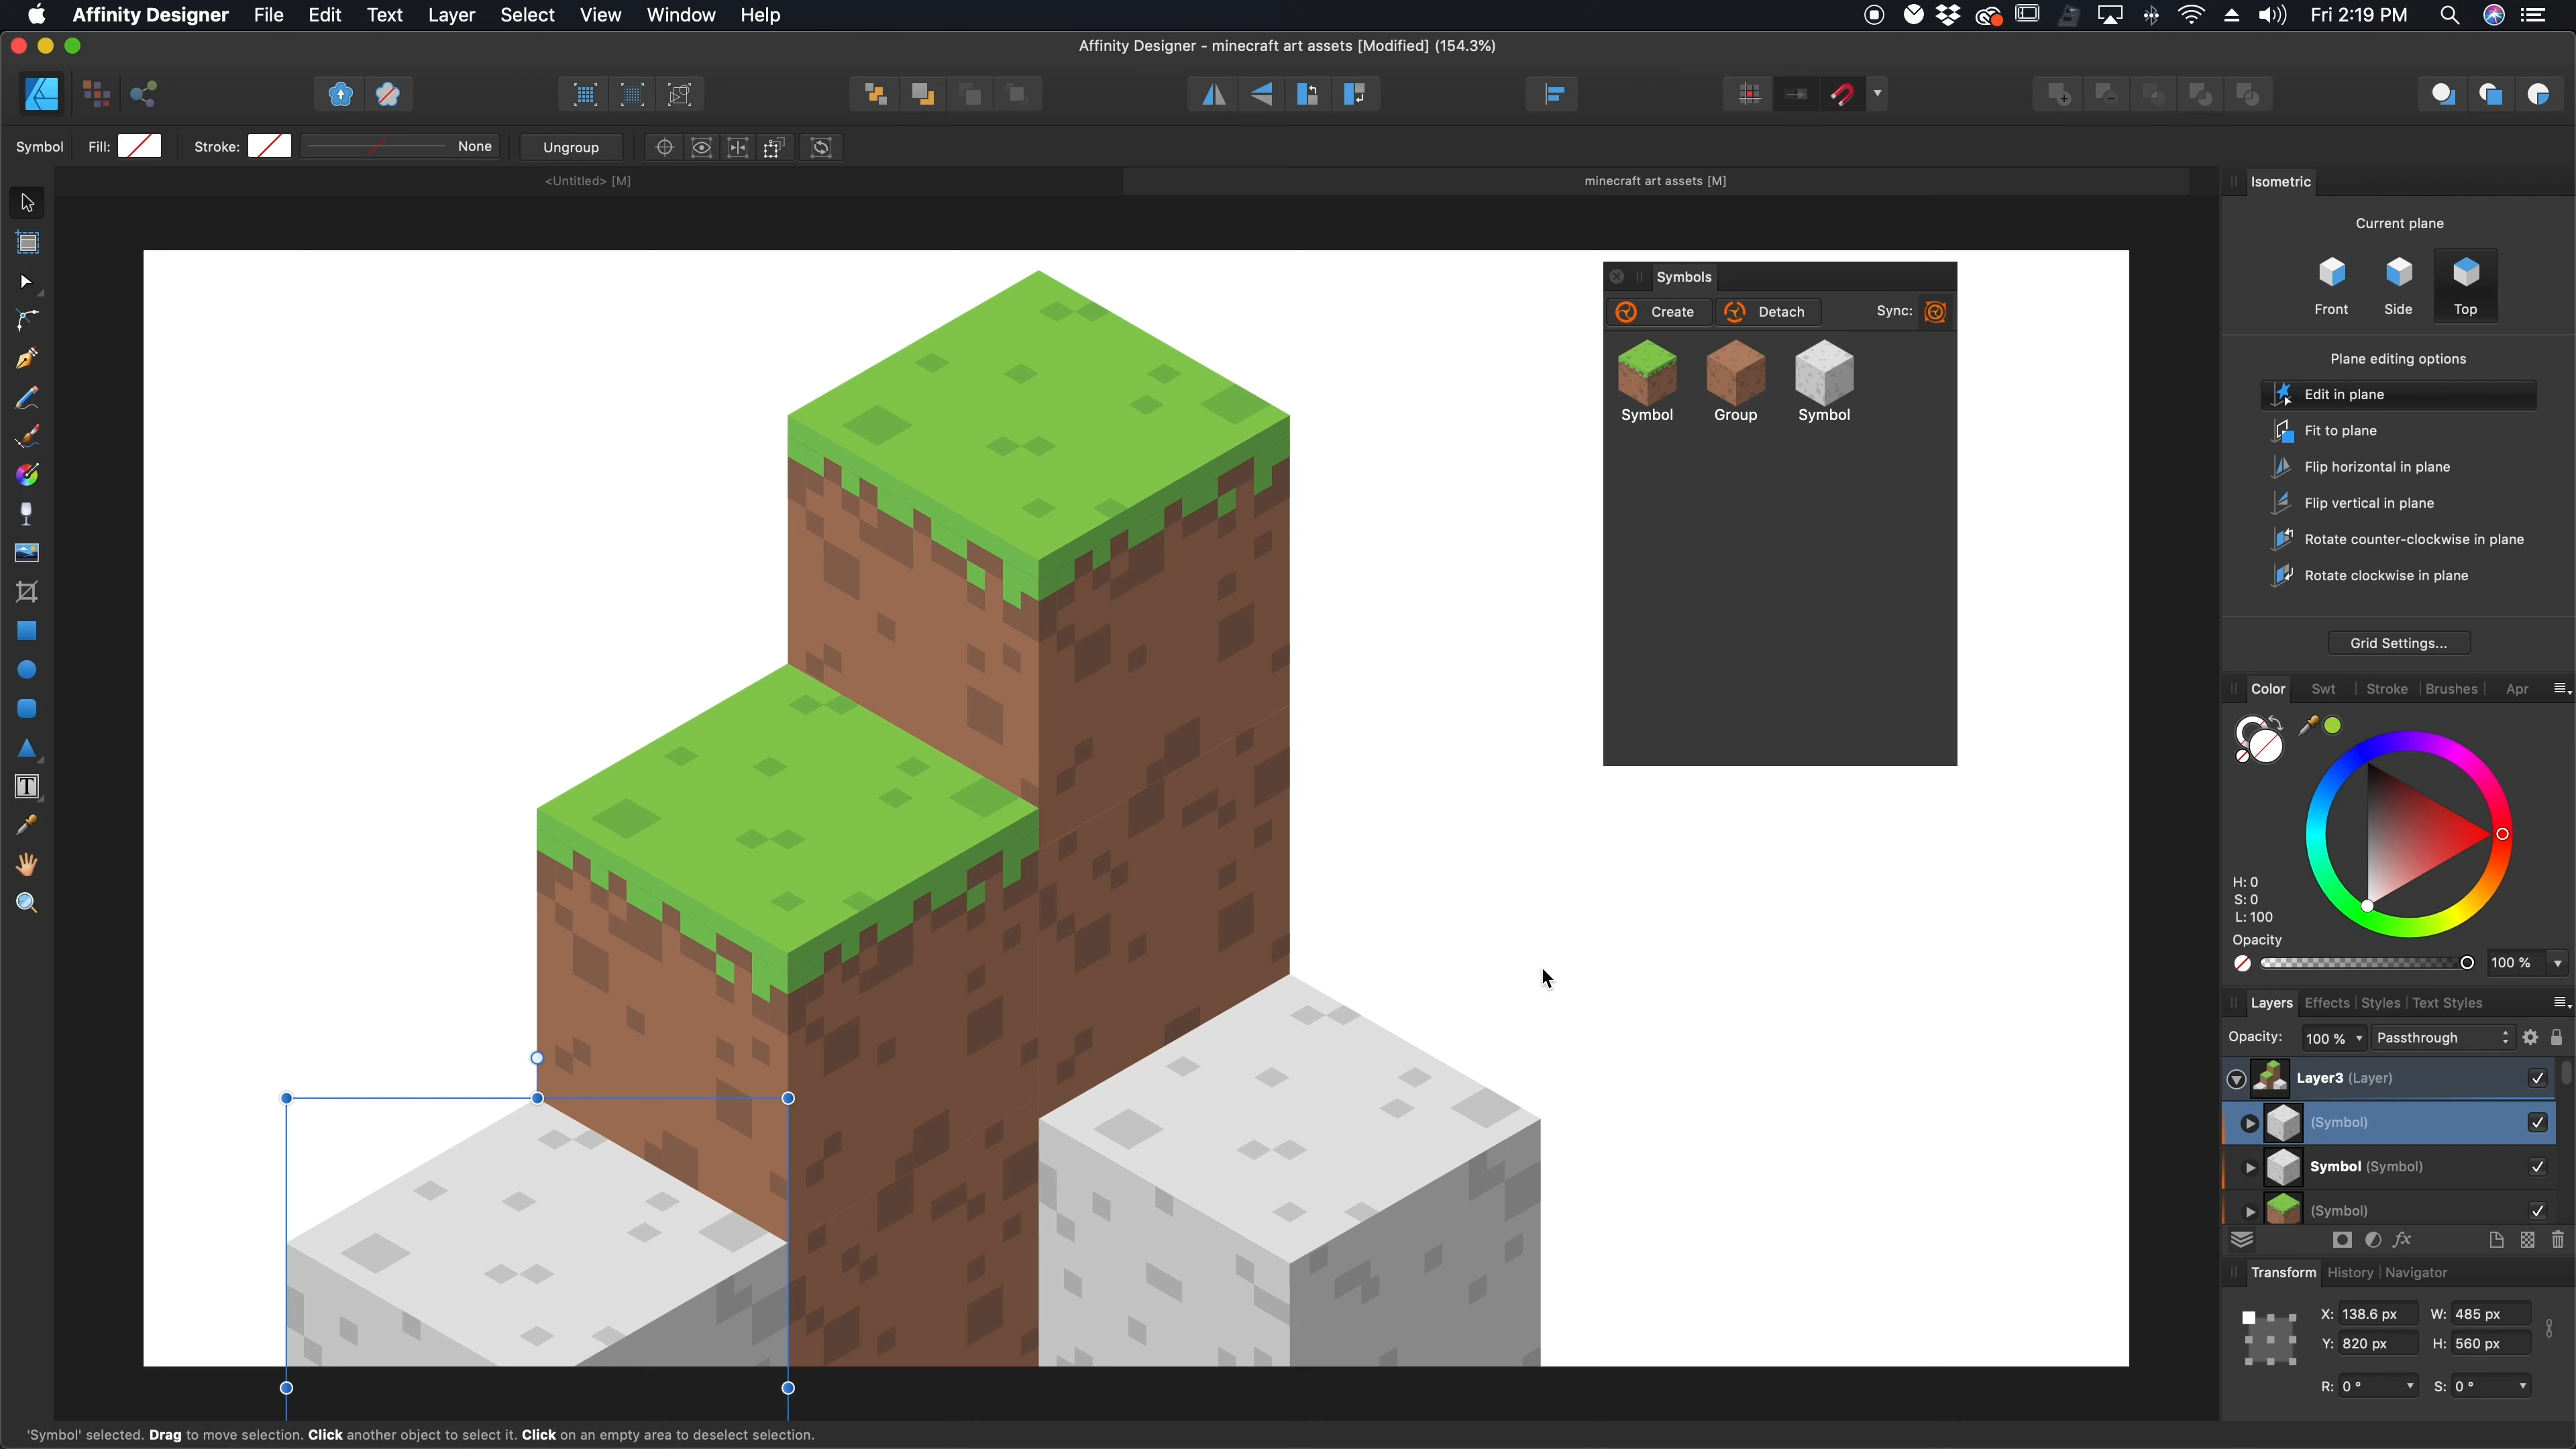 Affinity Designer File Edit Text Layer Select View Window Help Fri 2:19 PM
Affinity Designer - minecraft art assets [Modified] (154.3%)
Symbol Fill: Stroke: None Ungroup
<Untitled> [M] minecraft art assets [M]
Isometric
Current plane
Front Side Top
Plane editing options
Edit in plane
Fit to plane
Flip horizontal in plane
Flip vertical in plane
Rotate counter-clockwise in plane
Rotate clockwise in plane
Grid Settings...
Symbols
Create Detach Sync:
Symbol Group Symbol
Color Swt Stroke Brushes Apr
H: 0
S: 0
L: 100
Opacity
100 %
Layers Effects Styles Text Styles
Opacity: 100 % Passthrough
Layer3 (Layer)
(Symbol)
Symbol (Symbol)
(Symbol)
fx
Transform History Navigator
X: 138.6 px W: 485 px
Y: 820 px H: 560 px
R: 0 ° S: 0 °
'Symbol' selected. Drag to move selection. Click another object to select it. Click on an empty area to deselect selection.